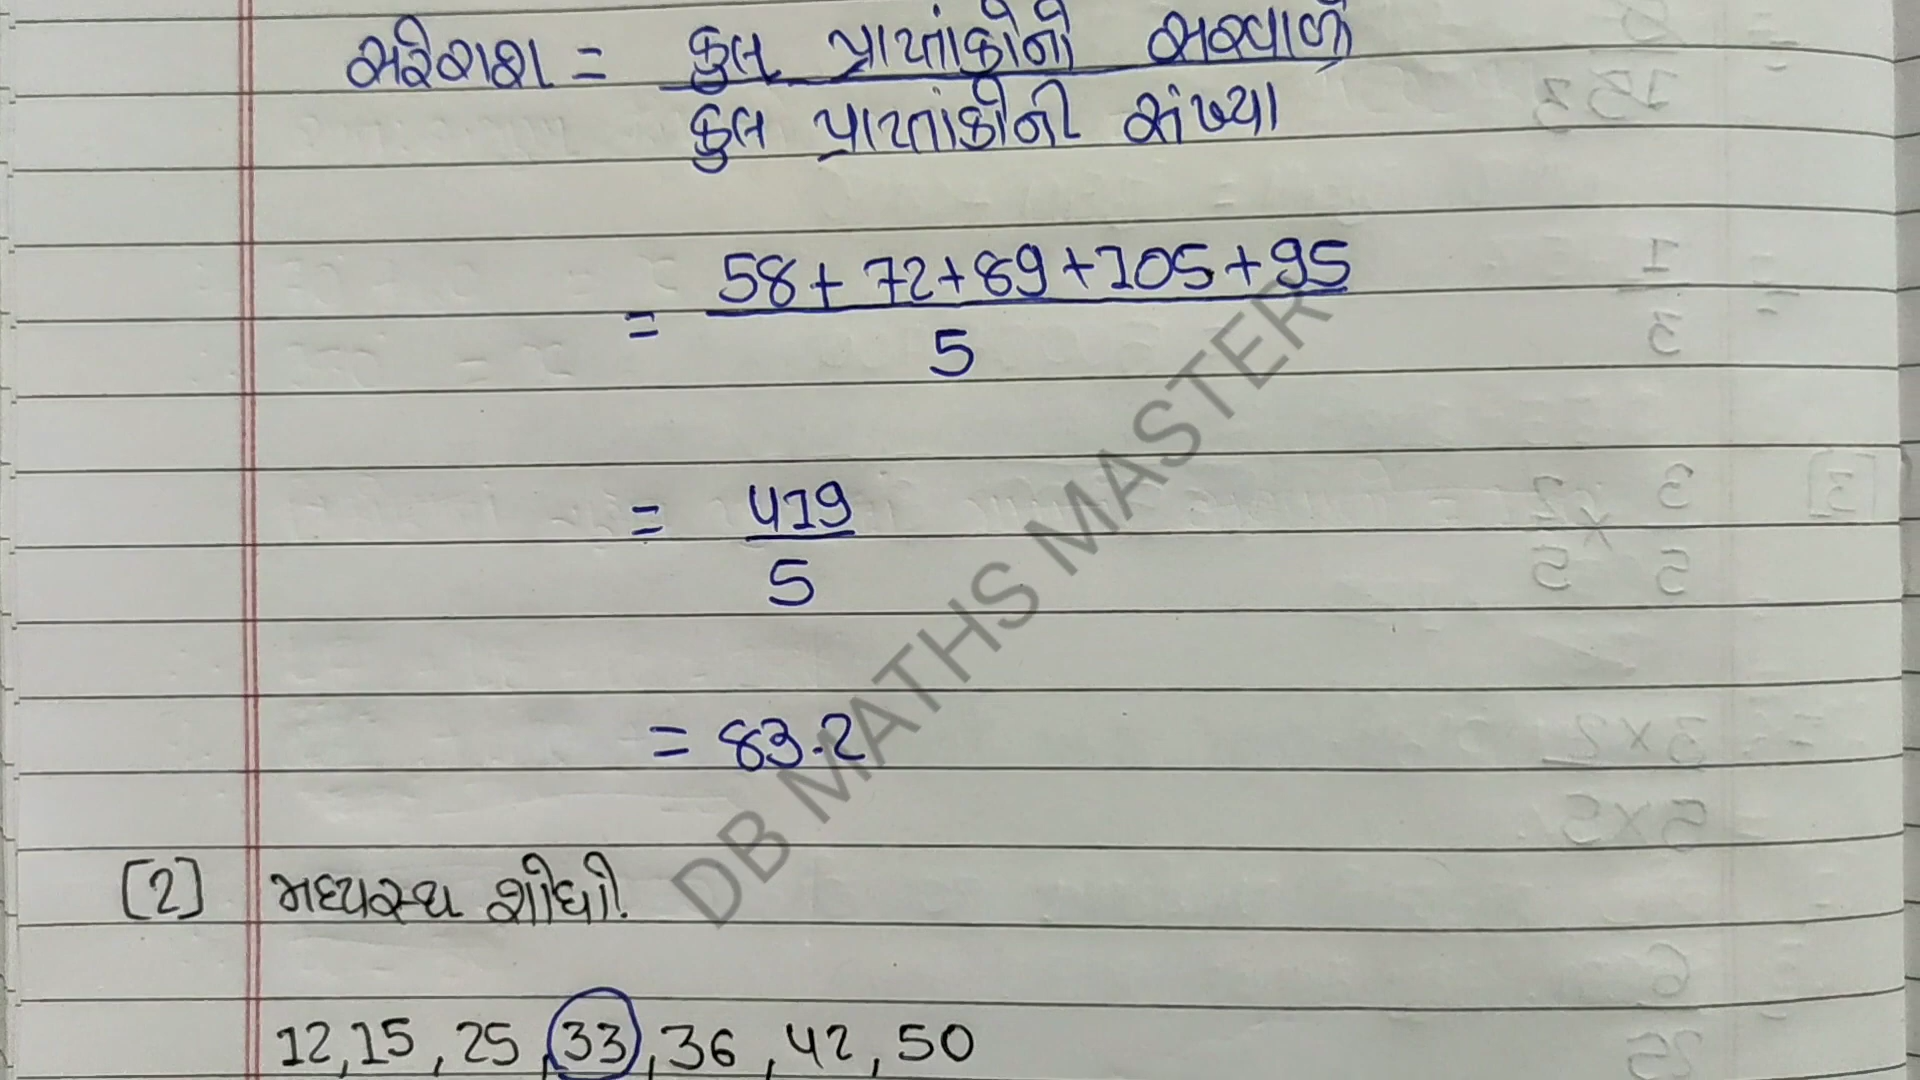 સરેરાશ = કુલ પ્રાપ્તાંકોનો સરવાળો
કુલ પ્રાપ્તાંકોની સંખ્યા
= 58 + 72 + 89 + 105 + 95
5
= 419
5
= 83.2
[2] મધ્યસ્થ શોધો.
12, 15, 25, 33, 36, 42, 50
DB MATHS MASTER